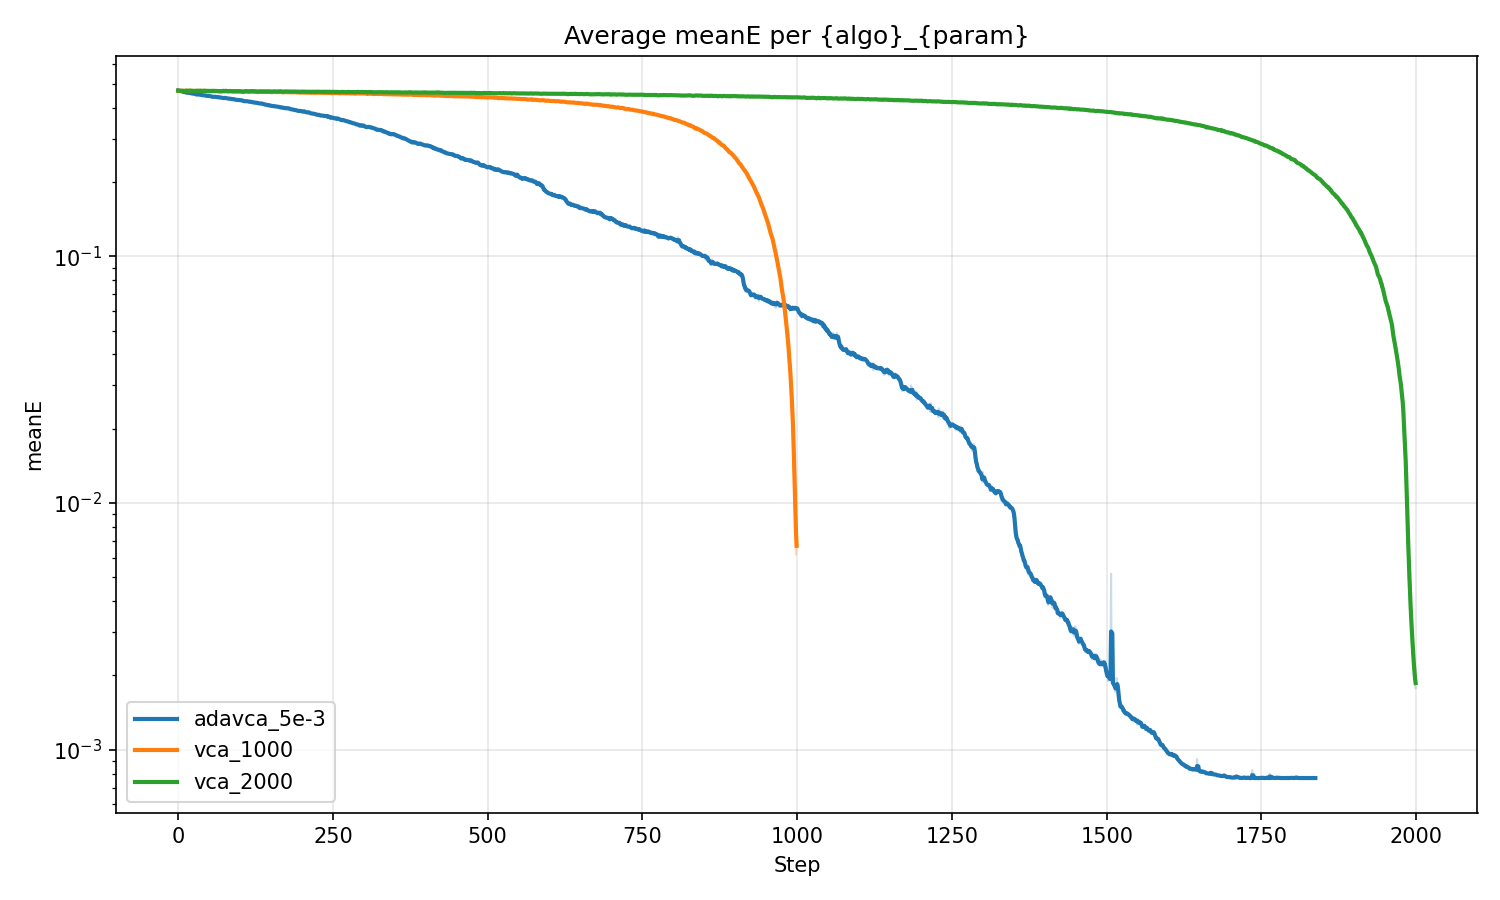 Average meanE per {algo}_{param}
meanE
10⁻¹
10⁻²
10⁻³
adavca_5e-3
vca_1000
vca_2000
0 250 500 750 1000 1250 1500 1750 2000
Step